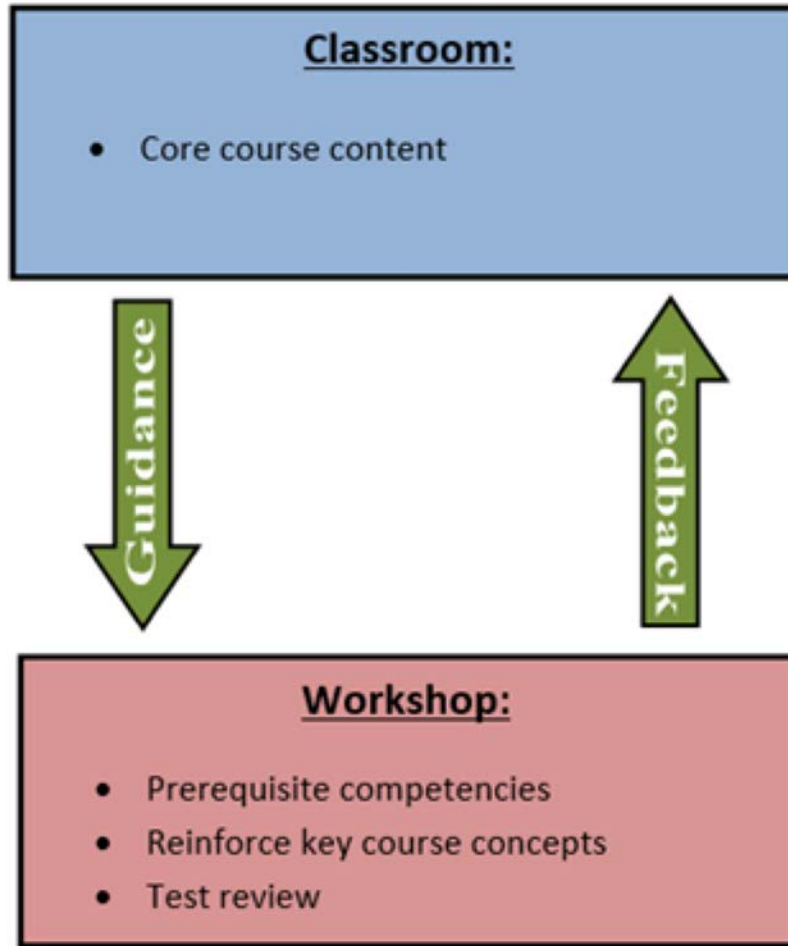 Classroom:
• Core course content
Guidance
Feedback
Workshop:
• Prerequisite competencies
• Reinforce key course concepts
• Test review